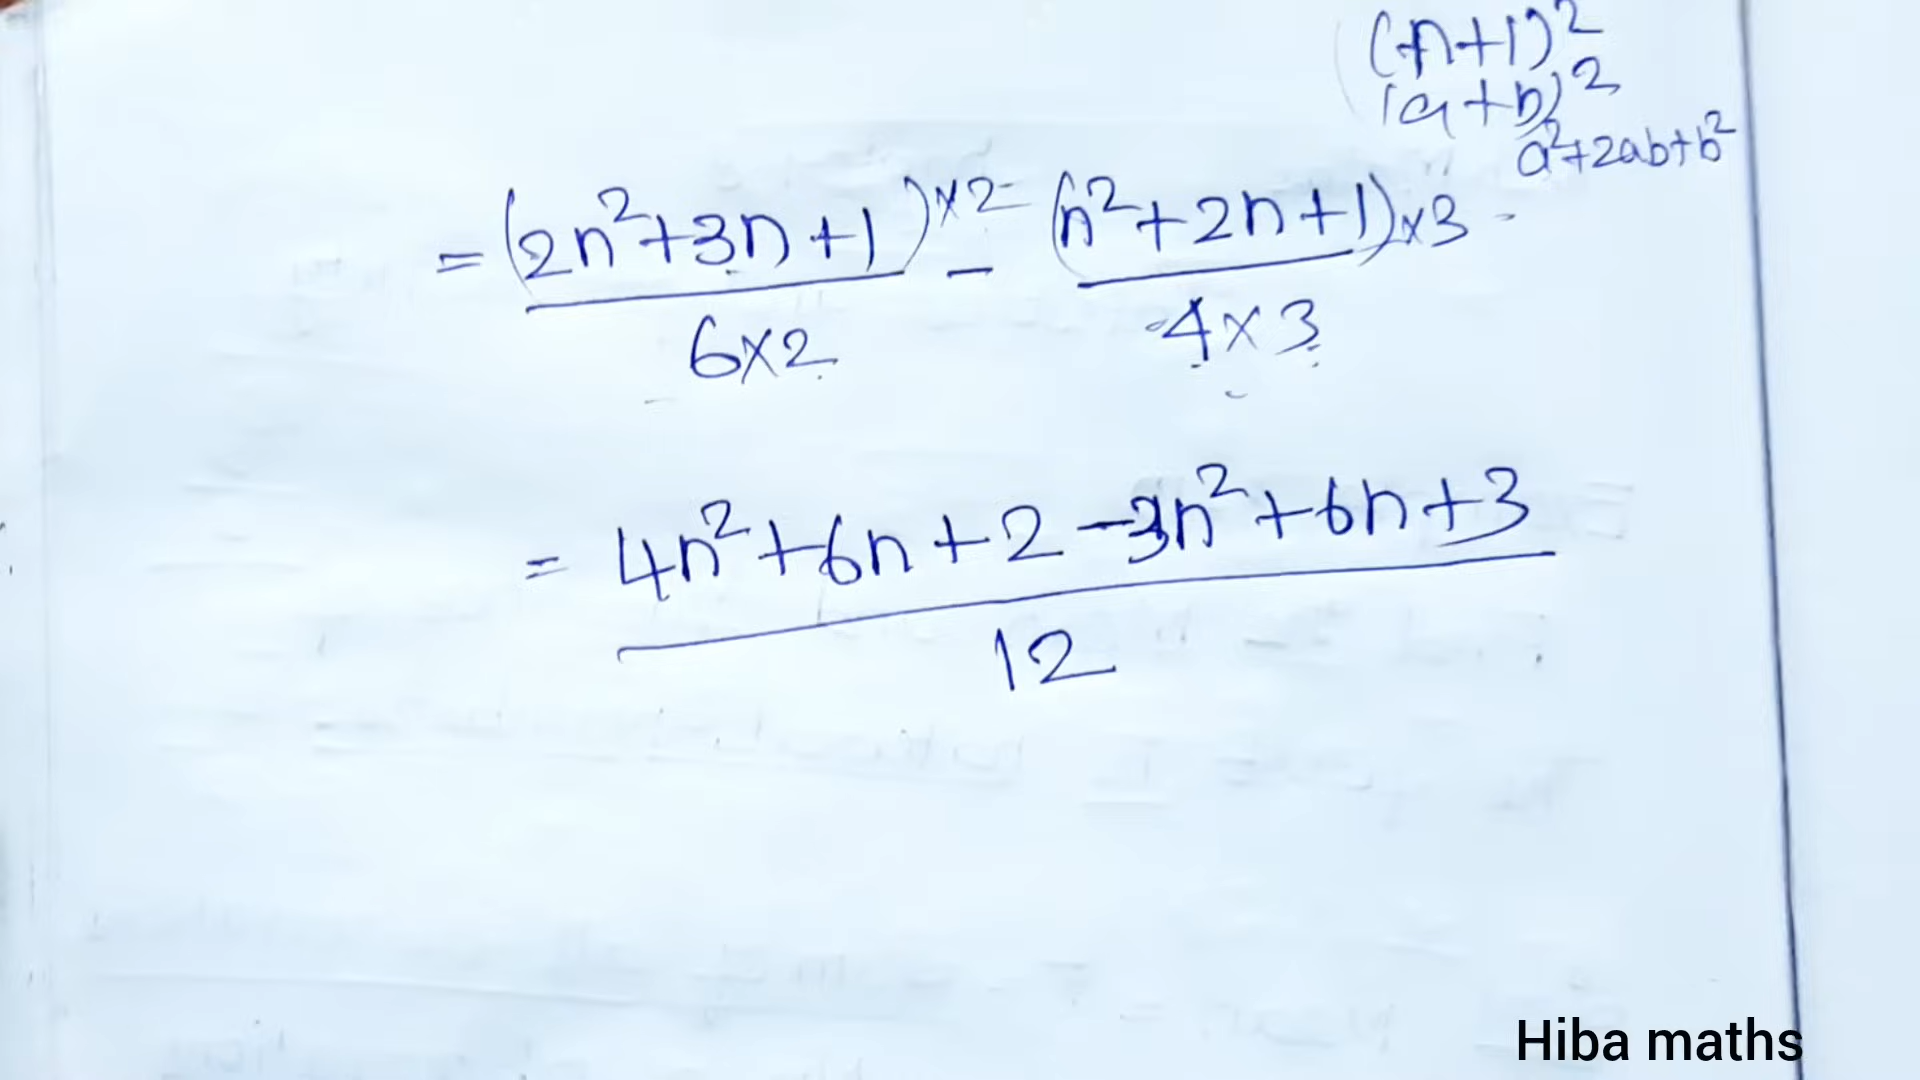 (n+1)²
(a+b)²
a²+2ab+b²
= (2n²+3n+1)×2 / 6×2 - (n²+2n+1)×3 / 4×3
= 4n²+6n+2-3n²+6n+3 / 12
Hiba maths